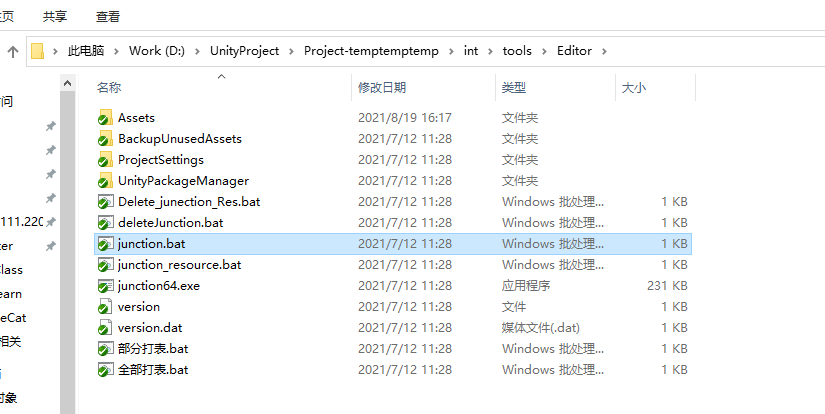 主页 共享 查看
此电脑 > Work (D:) > UnityProject > Project-temptemptemp > int > tools > Editor >
名称 修改日期 类型 大小
问
Assets 2021/8/19 16:17 文件夹
BackupUnusedAssets 2021/7/12 11:28 文件夹
ProjectSettings 2021/7/12 11:28 文件夹
UnityPackageManager 2021/7/12 11:28 文件夹
Delete_junection_Res.bat 2021/7/12 11:28 Windows 批处理... 1 KB
111.220 deleteJunction.bat 2021/7/12 11:28 Windows 批处理... 1 KB
ter junction.bat 2021/7/12 11:28 Windows 批处理... 1 KB
Class junction_resource.bat 2021/7/12 11:28 Windows 批处理... 1 KB
earn junction64.exe 2021/7/12 11:28 应用程序 231 KB
eCat version 2021/7/12 11:28 文件 1 KB
相关 version.dat 2021/7/12 11:28 媒体文件(.dat) 1 KB
部分打表.bat 2021/7/12 11:28 Windows 批处理... 1 KB
全部打表.bat 2021/7/12 11:28 Windows 批处理... 1 KB
对象